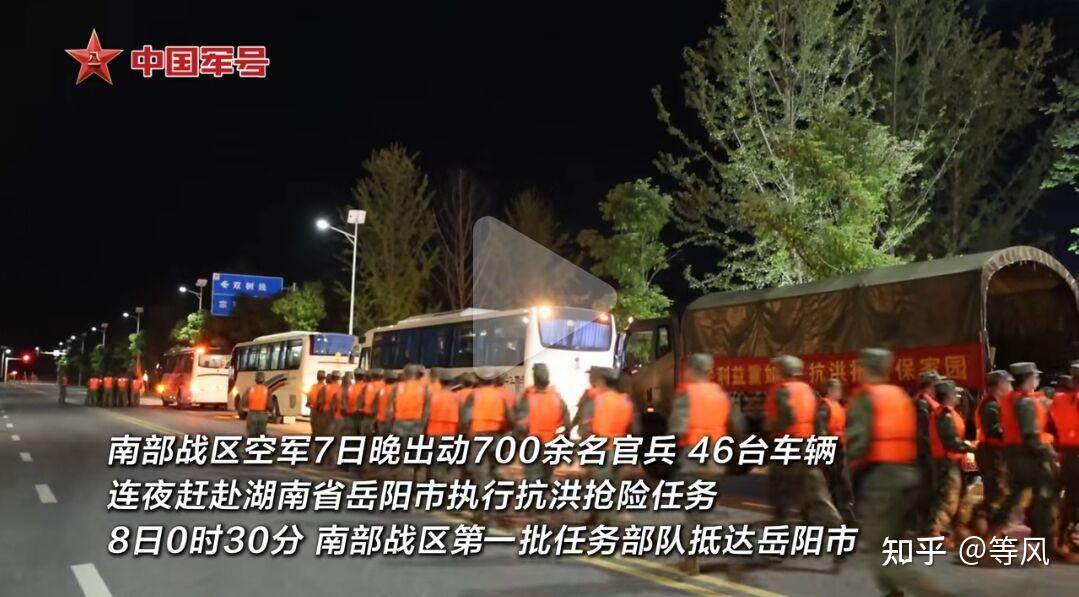 中国军号
双树线
利益重如
抗洪
保家园
南部战区空军7日晚出动700余名官兵 46台车辆
连夜赶赴湖南省岳阳市执行抗洪抢险任务
8日0时30分 南部战区第一批任务部队抵达岳阳市
知乎 @等风